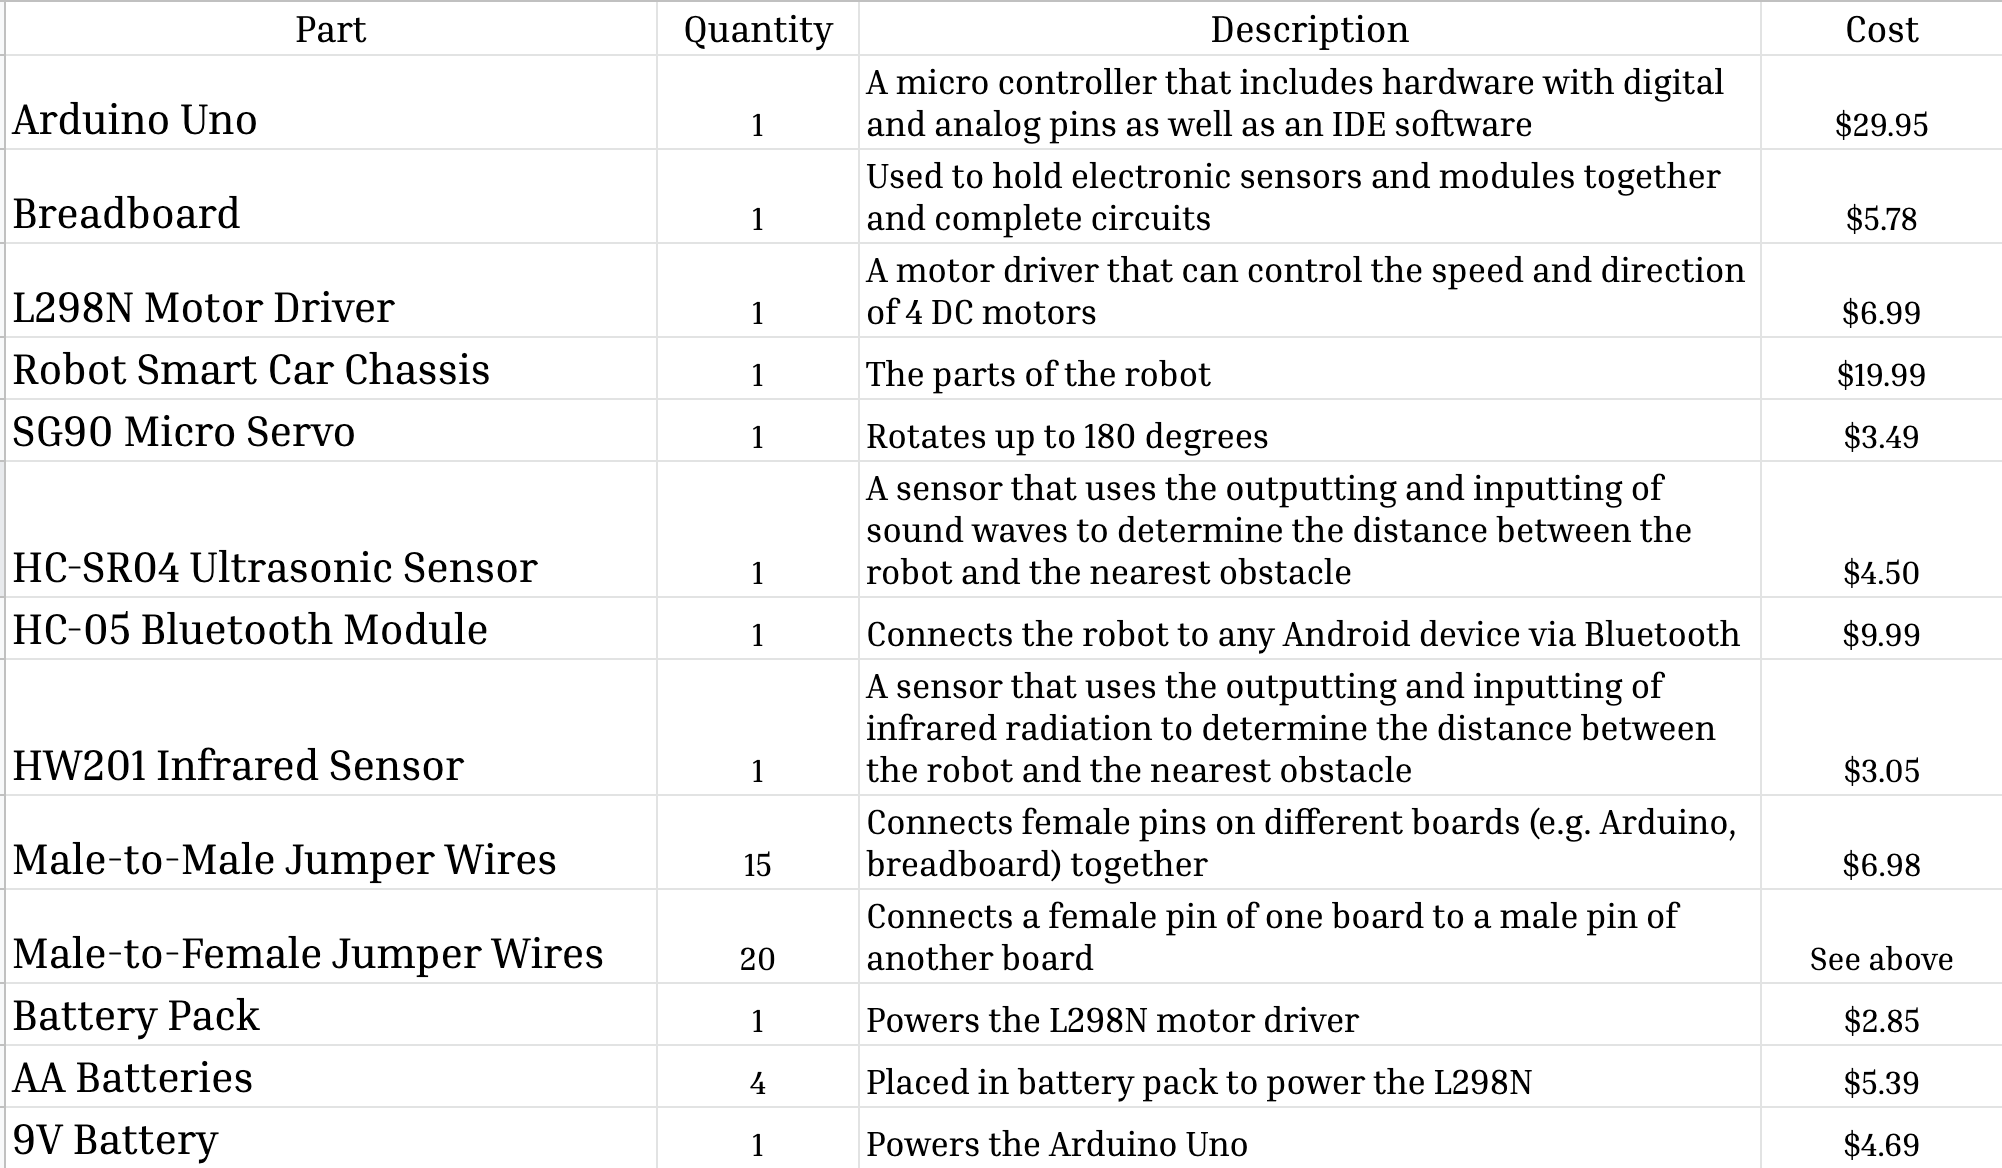 Part Quantity Description Cost
A micro controller that includes hardware with digital
Arduino Uno 1 and analog pins as well as an IDE software $29.95
Used to hold electronic sensors and modules together
Breadboard 1 and complete circuits $5.78
A motor driver that can control the speed and direction
L298N Motor Driver 1 of 4 DC motors $6.99
Robot Smart Car Chassis 1 The parts of the robot $19.99
SG90 Micro Servo 1 Rotates up to 180 degrees $3.49
A sensor that uses the outputting and inputting of
sound waves to determine the distance between the
HC-SR04 Ultrasonic Sensor 1 robot and the nearest obstacle $4.50
HC-05 Bluetooth Module 1 Connects the robot to any Android device via Bluetooth $9.99
A sensor that uses the outputting and inputting of
infrared radiation to determine the distance between
HW201 Infrared Sensor 1 the robot and the nearest obstacle $3.05
Connects female pins on different boards (e.g. Arduino,
Male-to-Male Jumper Wires 15 breadboard) together $6.98
Connects a female pin of one board to a male pin of
Male-to-Female Jumper Wires 20 another board See above
Battery Pack 1 Powers the L298N motor driver $2.85
AA Batteries 4 Placed in battery pack to power the L298N $5.39
9V Battery 1 Powers the Arduino Uno $4.69